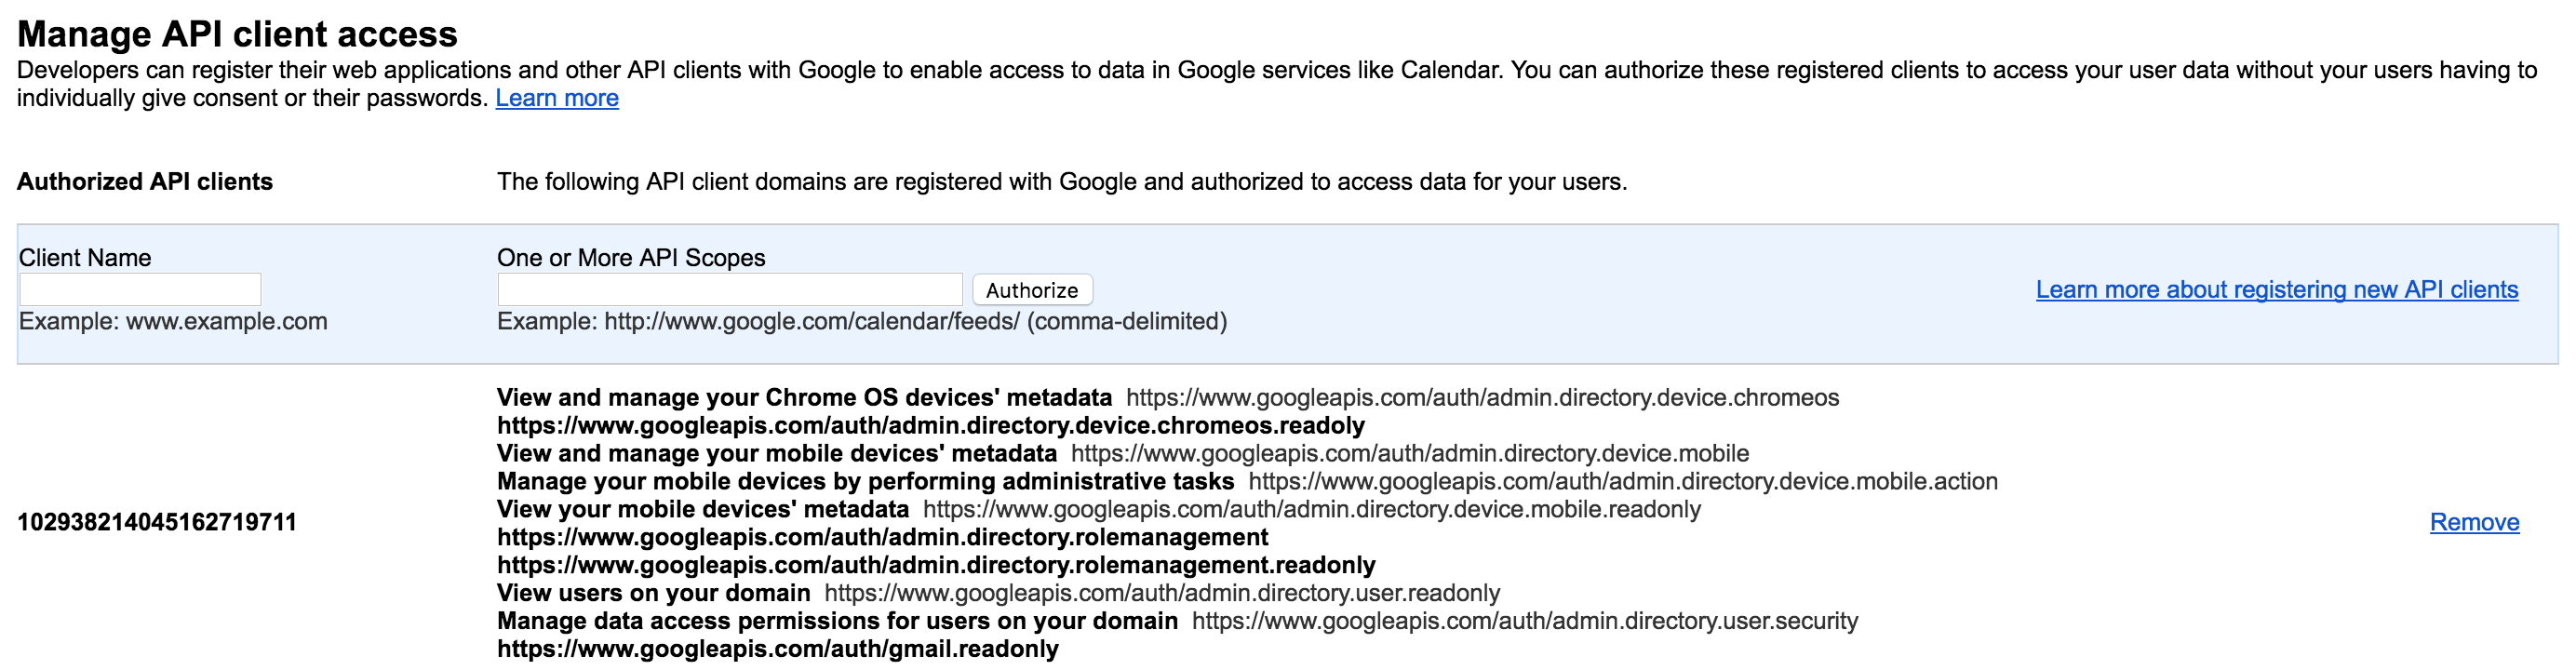 Manage API client access
Developers can register their web applications and other API clients with Google to enable access to data in Google services like Calendar. You can authorize these registered clients to access your user data without your users having to
individually give consent or their passwords. Learn more
Authorized API clients The following API client domains are registered with Google and authorized to access data for your users.
Client Name One or More API Scopes
Authorize Learn more about registering new API clients
Example: www.example.com Example: http://www.google.com/calendar/feeds/ (comma-delimited)
View and manage your Chrome OS devices' metadata https://www.googleapis.com/auth/admin.directory.device.chromeos
https://www.googleapis.com/auth/admin.directory.device.chromeos.readoly
View and manage your mobile devices' metadata https://www.googleapis.com/auth/admin.directory.device.mobile
Manage your mobile devices by performing administrative tasks https://www.googleapis.com/auth/admin.directory.device.mobile.action
View your mobile devices' metadata https://www.googleapis.com/auth/admin.directory.device.mobile.readonly
102938214045162719711 Remove
https://www.googleapis.com/auth/admin.directory.rolemanagement
https://www.googleapis.com/auth/admin.directory.rolemanagement.readonly
View users on your domain https://www.googleapis.com/auth/admin.directory.user.readonly
Manage data access permissions for users on your domain https://www.googleapis.com/auth/admin.directory.user.security
https://www.googleapis.com/auth/gmail.readonly